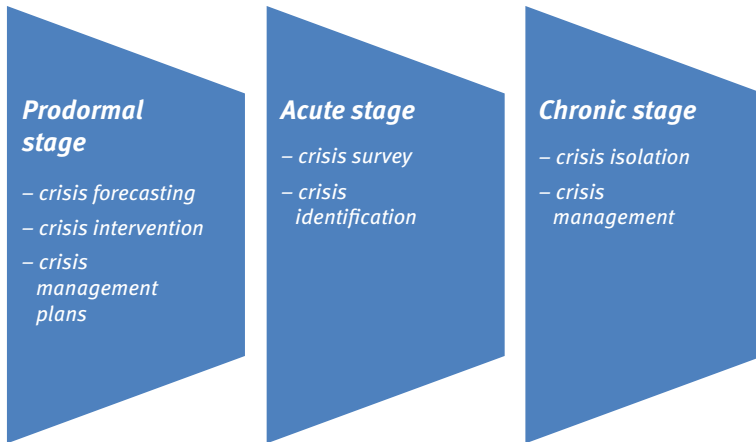 Prodormal
stage
– crisis forecasting
– crisis intervention
– crisis
management
plans
Acute stage
– crisis survey
– crisis
identification
Chronic stage
– crisis isolation
– crisis
management